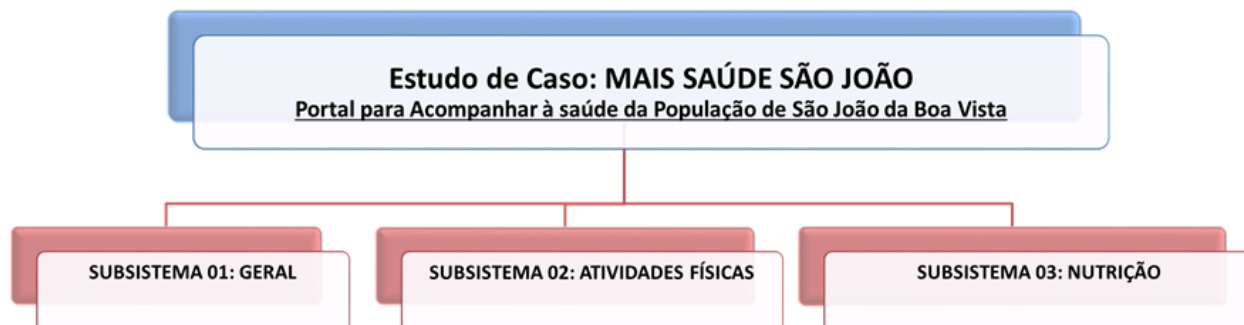 Estudo de Caso: MAIS SAÚDE SÃO JOÃO
Portal para Acompanhar à saúde da População de São João da Boa Vista
SUBSISTEMA 01: GERAL
SUBSISTEMA 02: ATIVIDADES FÍSICAS
SUBSISTEMA 03: NUTRIÇÃO